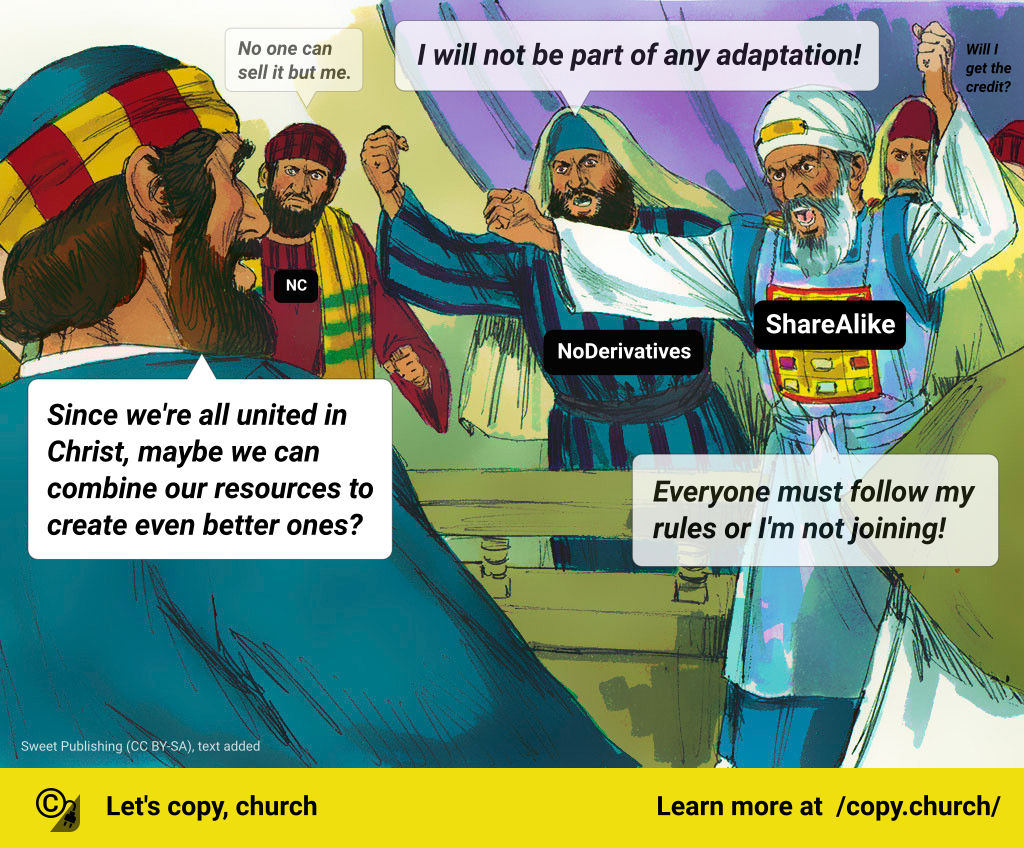 No one can
sell it but me.
I will not be part of any adaptation!
Will I
get the
credit?
NC
NoDerivatives
ShareAlike
Since we're all united in
Christ, maybe we can
combine our resources to
create even better ones?
Everyone must follow my
rules or I'm not joining!
Sweet Publishing (CC BY-SA), text added
©
Let's copy, church
Learn more at /copy.church/